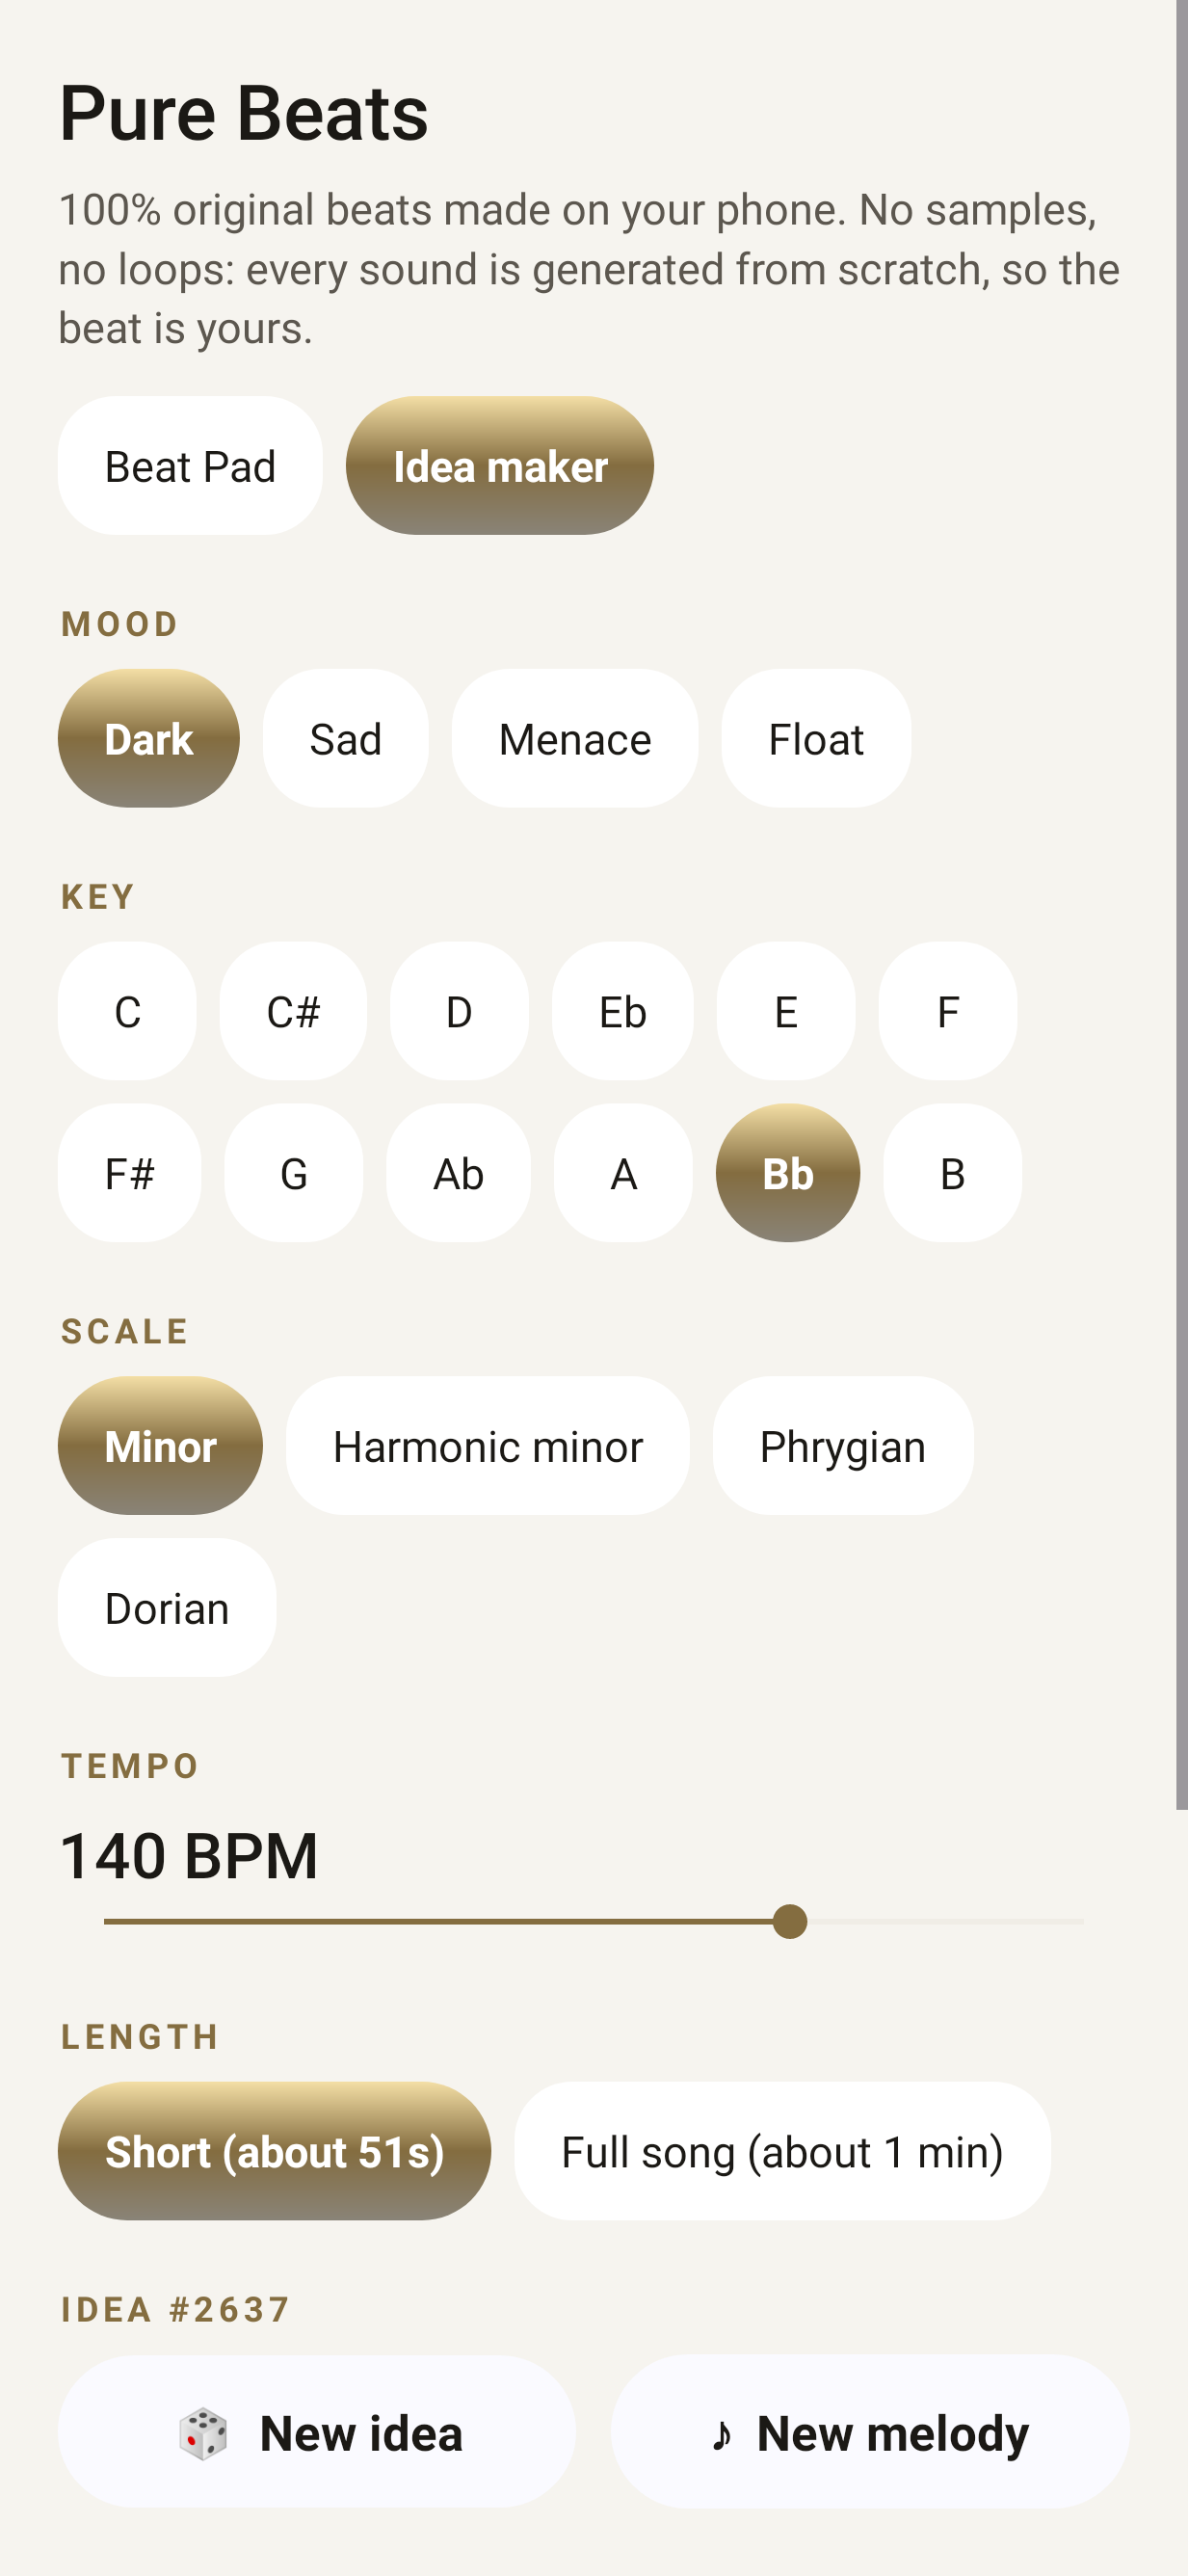 Pure Beats
100% original beats made on your phone. No samples,
no loops: every sound is generated from scratch, so the
beat is yours.
Beat Pad
Idea maker
MOOD
Dark
Sad
Menace
Float
KEY
C
C#
D
Eb
E
F
F#
G
Ab
A
Bb
B
SCALE
Minor
Harmonic minor
Phrygian
Dorian
TEMPO
140 BPM
LENGTH
Short (about 51s)
Full song (about 1 min)
IDEA #2637
🎲 New idea
♪ New melody